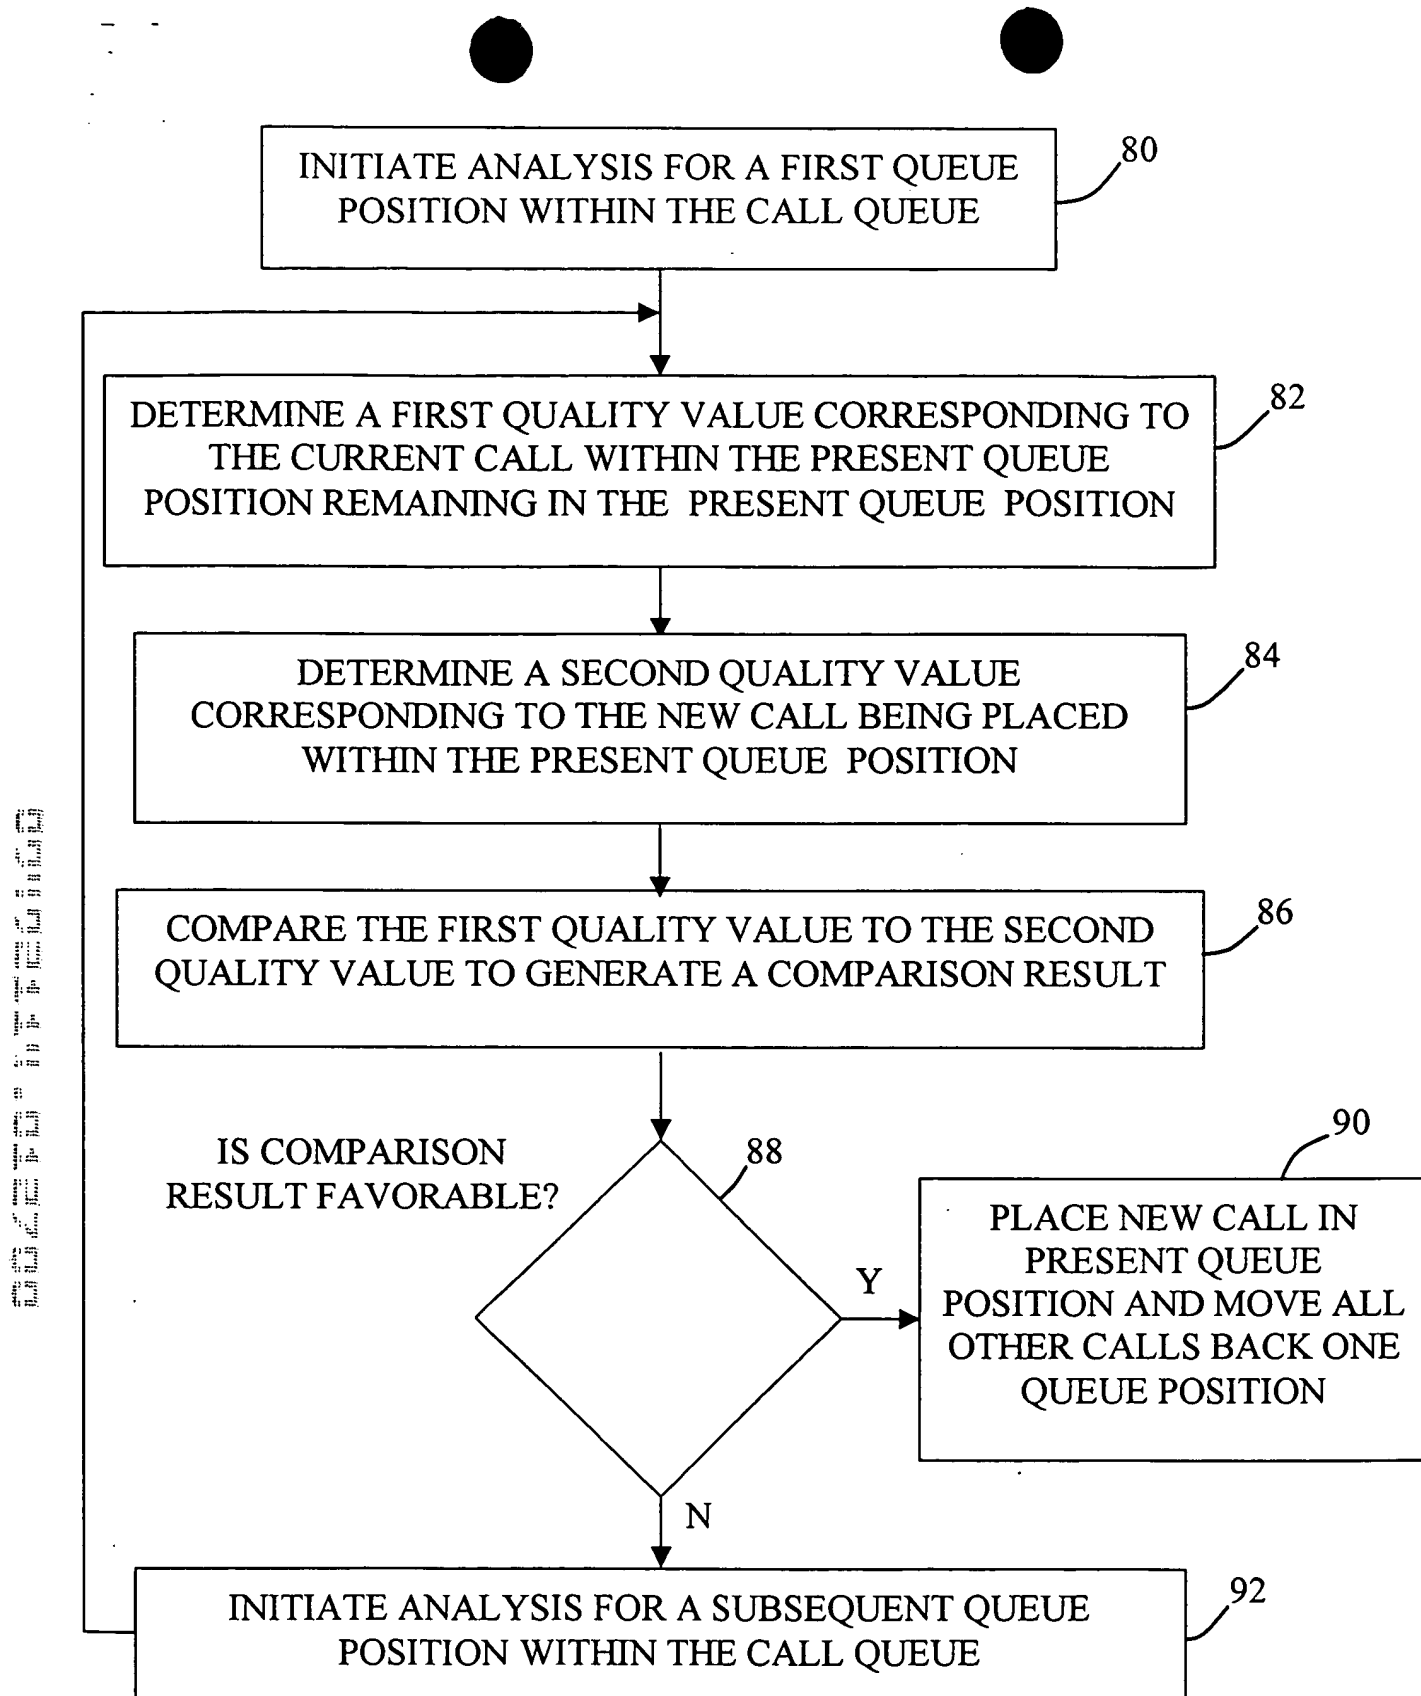 80
INITIATE ANALYSIS FOR A FIRST QUEUE
POSITION WITHIN THE CALL QUEUE
82
DETERMINE A FIRST QUALITY VALUE CORRESPONDING TO
THE CURRENT CALL WITHIN THE PRESENT QUEUE
POSITION REMAINING IN THE PRESENT QUEUE POSITION
84
DETERMINE A SECOND QUALITY VALUE
CORRESPONDING TO THE NEW CALL BEING PLACED
WITHIN THE PRESENT QUEUE POSITION
86
COMPARE THE FIRST QUALITY VALUE TO THE SECOND
QUALITY VALUE TO GENERATE A COMPARISON RESULT
IS COMPARISON
RESULT FAVORABLE?
88
Y
90
PLACE NEW CALL IN
PRESENT QUEUE
POSITION AND MOVE ALL
OTHER CALLS BACK ONE
QUEUE POSITION
N
92
INITIATE ANALYSIS FOR A SUBSEQUENT QUEUE
POSITION WITHIN THE CALL QUEUE